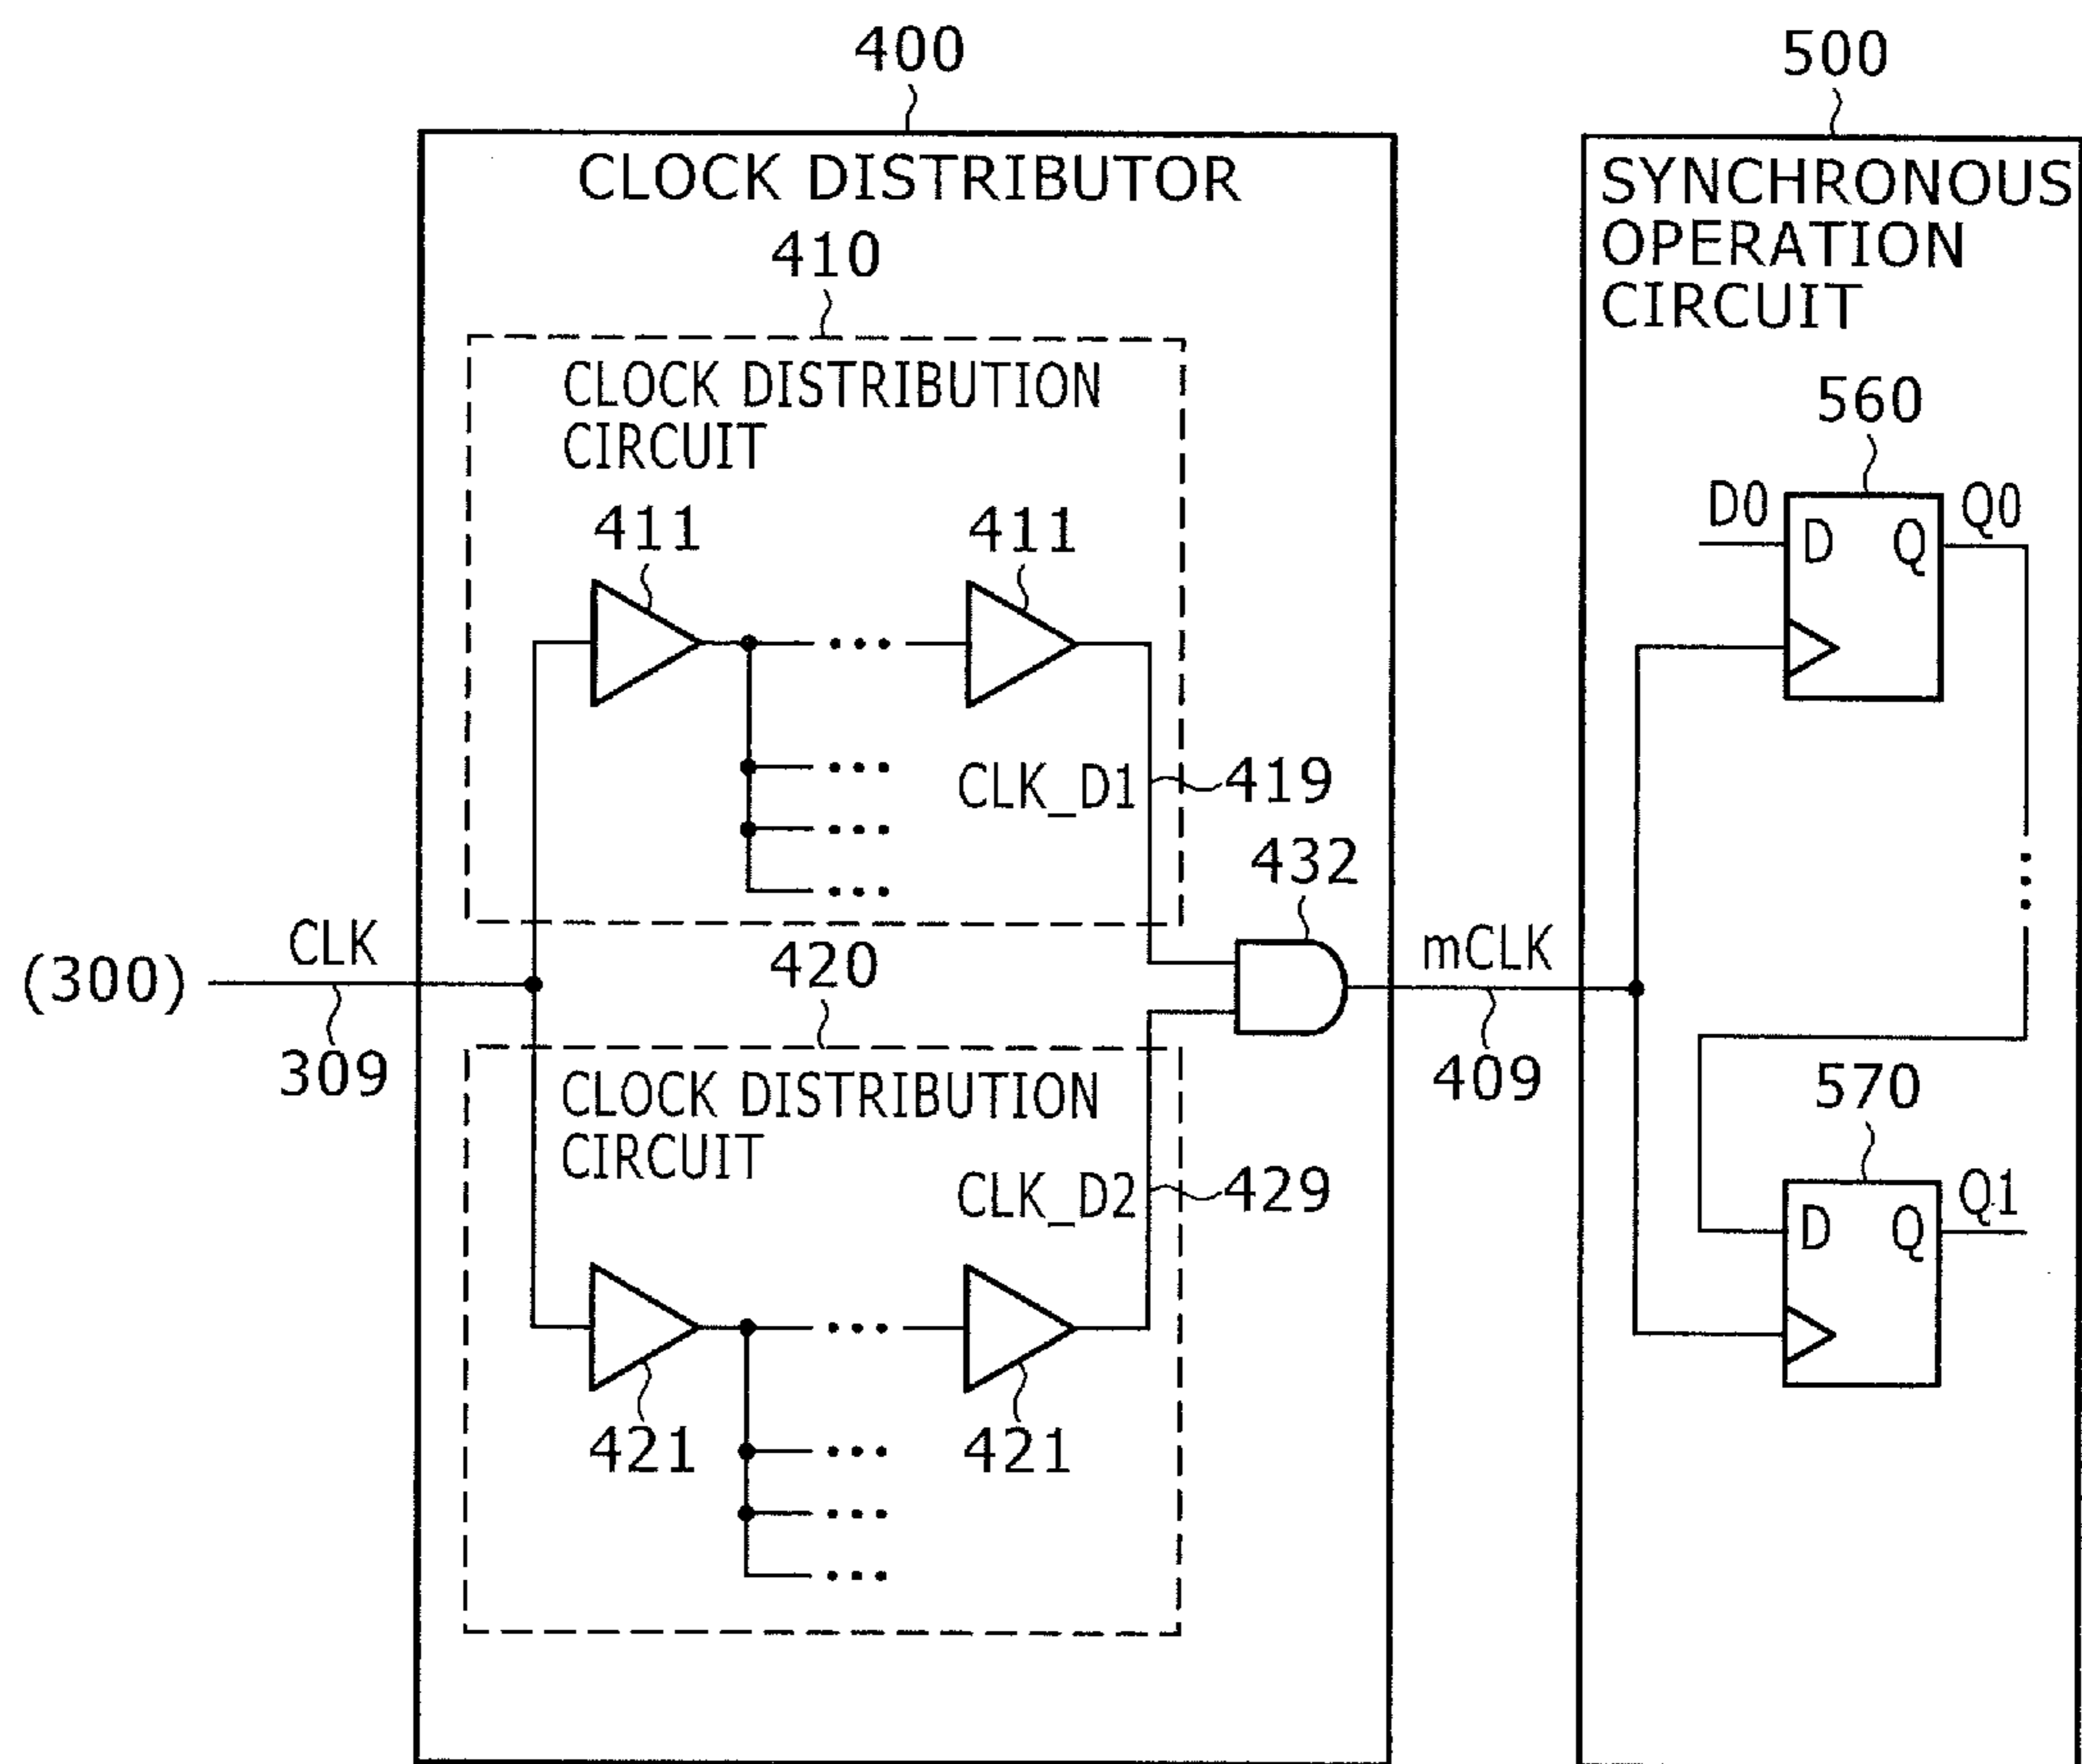 400
500
CLOCK DISTRIBUTOR
SYNCHRONOUS
OPERATION
CIRCUIT
410
CLOCK DISTRIBUTION
CIRCUIT
560
411
411
D0
D
Q
Q0
CLK_D1
419
432
CLK
mCLK
(300)
420
309
409
CLOCK DISTRIBUTION
CIRCUIT
570
CLK_D2
429
D
Q
Q1
421
421